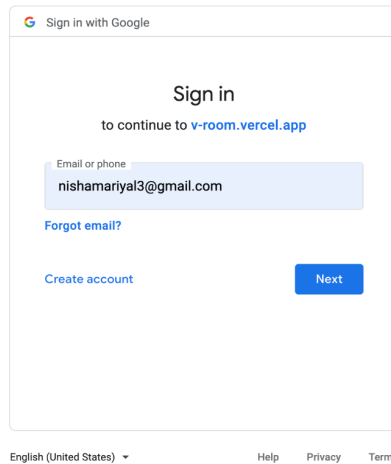 Sign in with Google
Sign in
to continue to v-room.vercel.app
Email or phone
nishamariyal3@gmail.com
Forgot email?
Create account
Next
English (United States)
Help
Privacy
Term